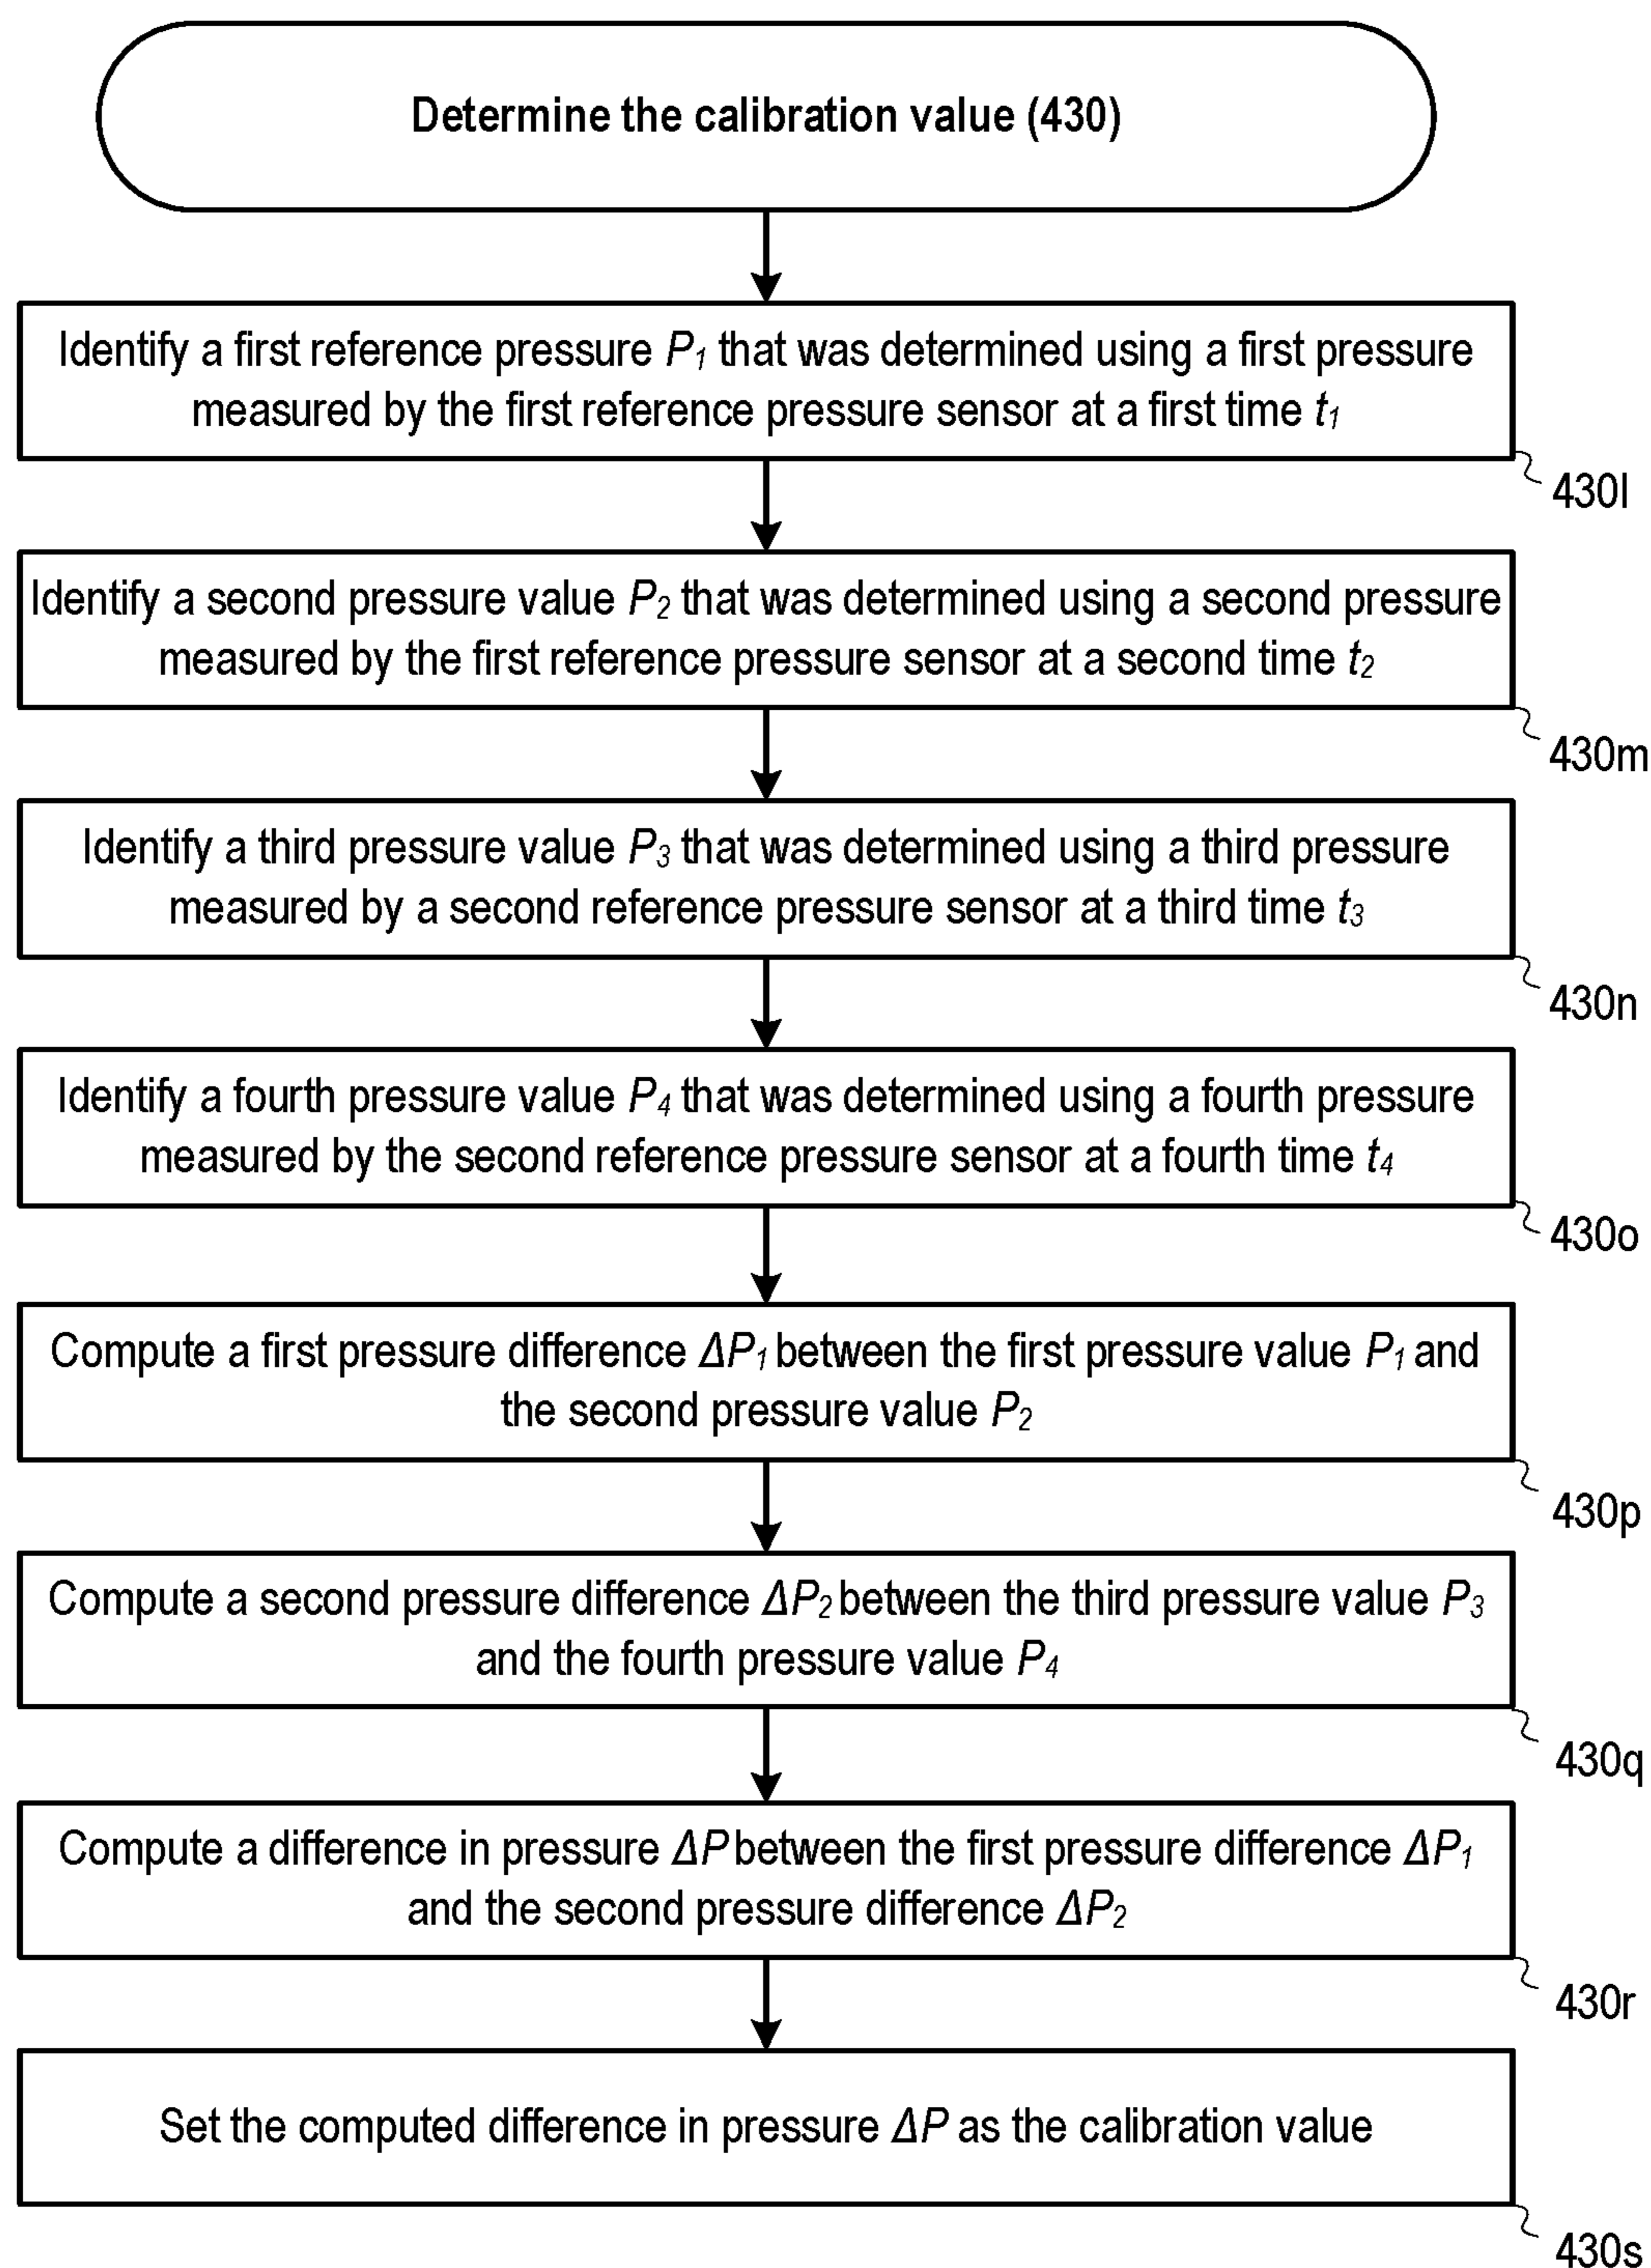 Determine the calibration value (430)
Identify a first reference pressure P₁ that was determined using a first pressure
measured by the first reference pressure sensor at a first time t₁
430l
Identify a second pressure value P₂ that was determined using a second pressure
measured by the first reference pressure sensor at a second time t₂
430m
Identify a third pressure value P₃ that was determined using a third pressure
measured by a second reference pressure sensor at a third time t₃
430n
Identify a fourth pressure value P₄ that was determined using a fourth pressure
measured by the second reference pressure sensor at a fourth time t₄
430o
Compute a first pressure difference ΔP₁ between the first pressure value P₁ and
the second pressure value P₂
430p
Compute a second pressure difference ΔP₂ between the third pressure value P₃
and the fourth pressure value P₄
430q
Compute a difference in pressure ΔP between the first pressure difference ΔP₁
and the second pressure difference ΔP₂
430r
Set the computed difference in pressure ΔP as the calibration value
430s